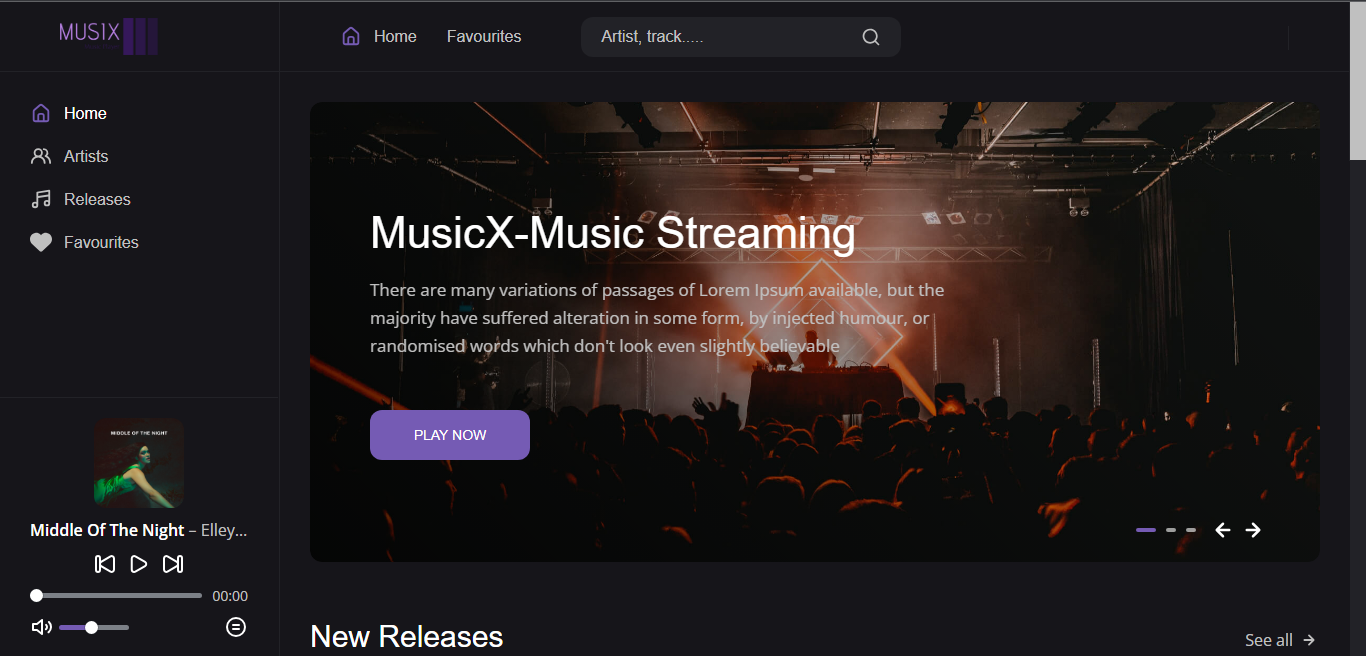 MUS1X
Home
Favourites
Artist, track.....
Home
Artists
Releases
Favourites
MusicX-Music Streaming
There are many variations of passages of Lorem Ipsum available, but the
majority have suffered alteration in some form, by injected humour, or
randomised words which don't look even slightly believable
PLAY NOW
MIDDLE OF THE NIGHT
Middle Of The Night – Elley...
00:00
New Releases
See all